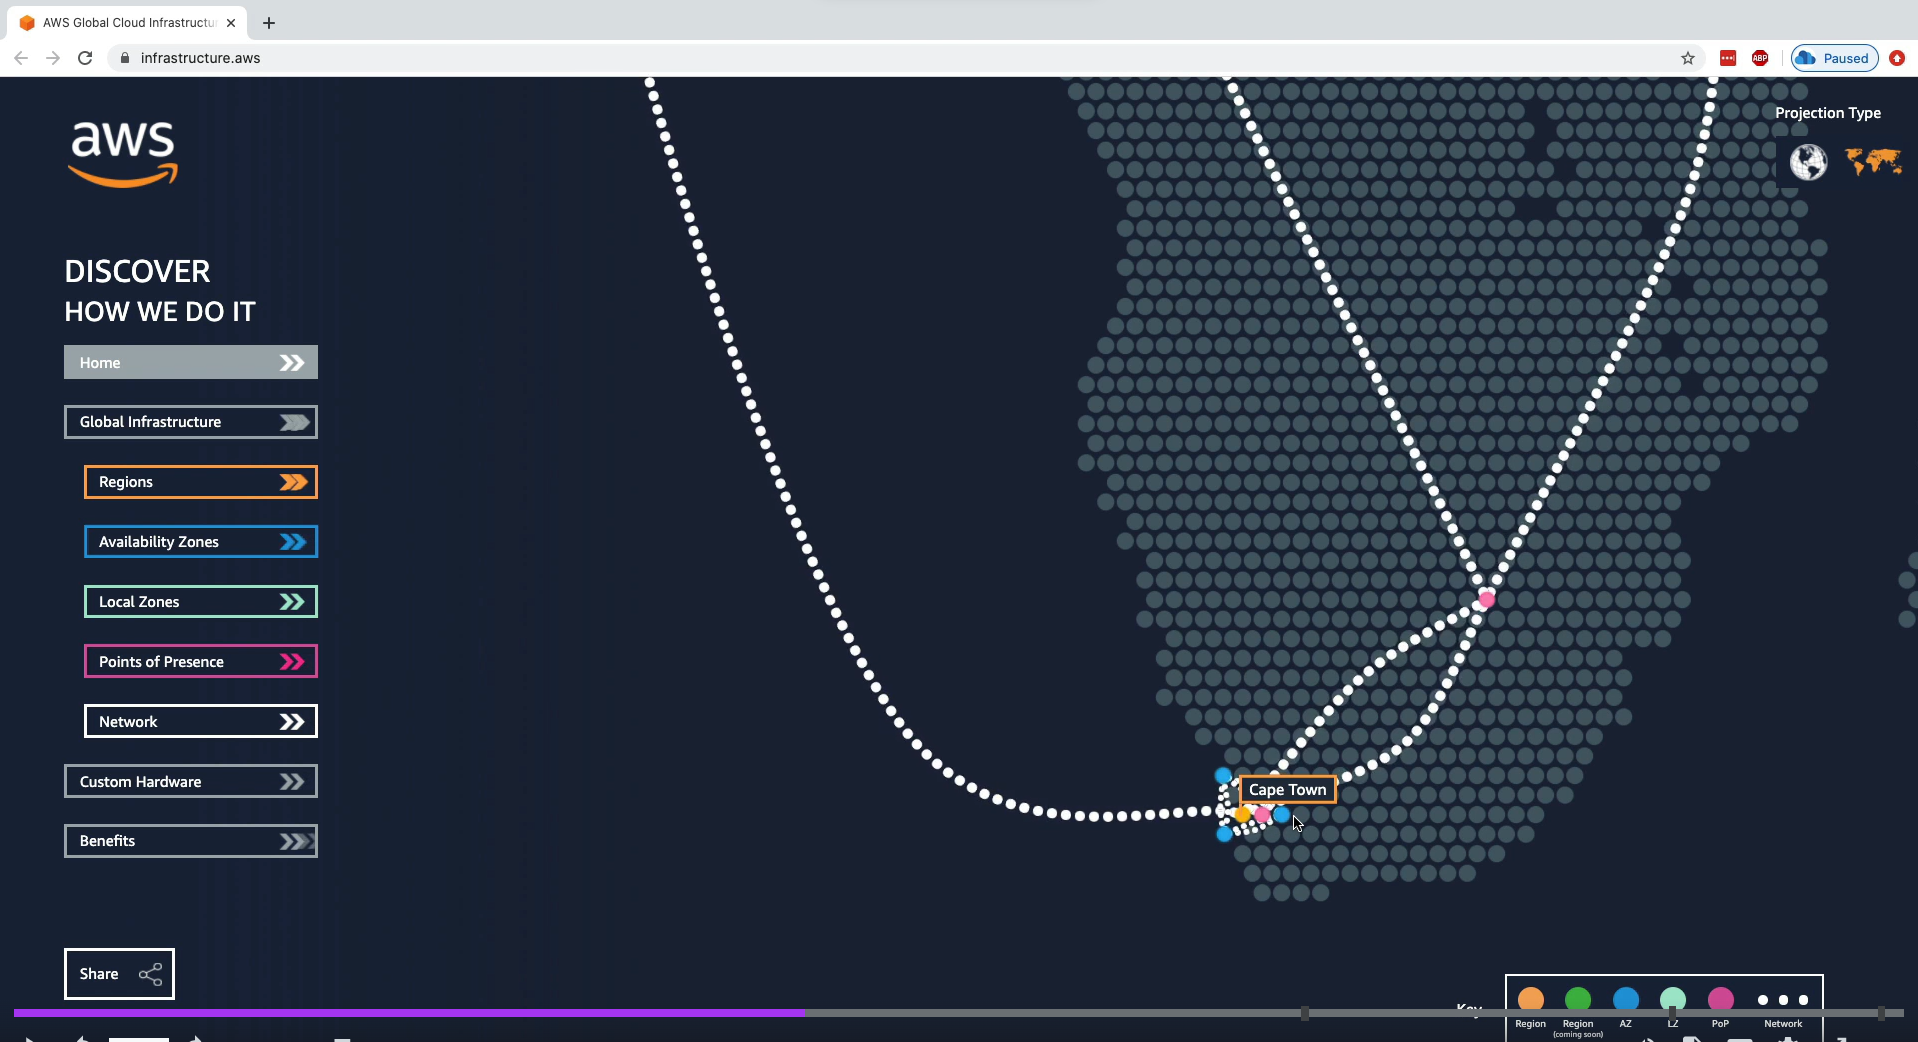 AWS Global Cloud Infrastructur
infrastructure.aws
ABP
Paused
aws
Projection Type
DISCOVER
HOW WE DO IT
Home
Global Infrastructure
Regions
Availability Zones
Local Zones
Points of Presence
Network
Custom Hardware
Benefits
Cape Town
Share
Key
Region
Region
(coming soon)
AZ
LZ
PoP
Network